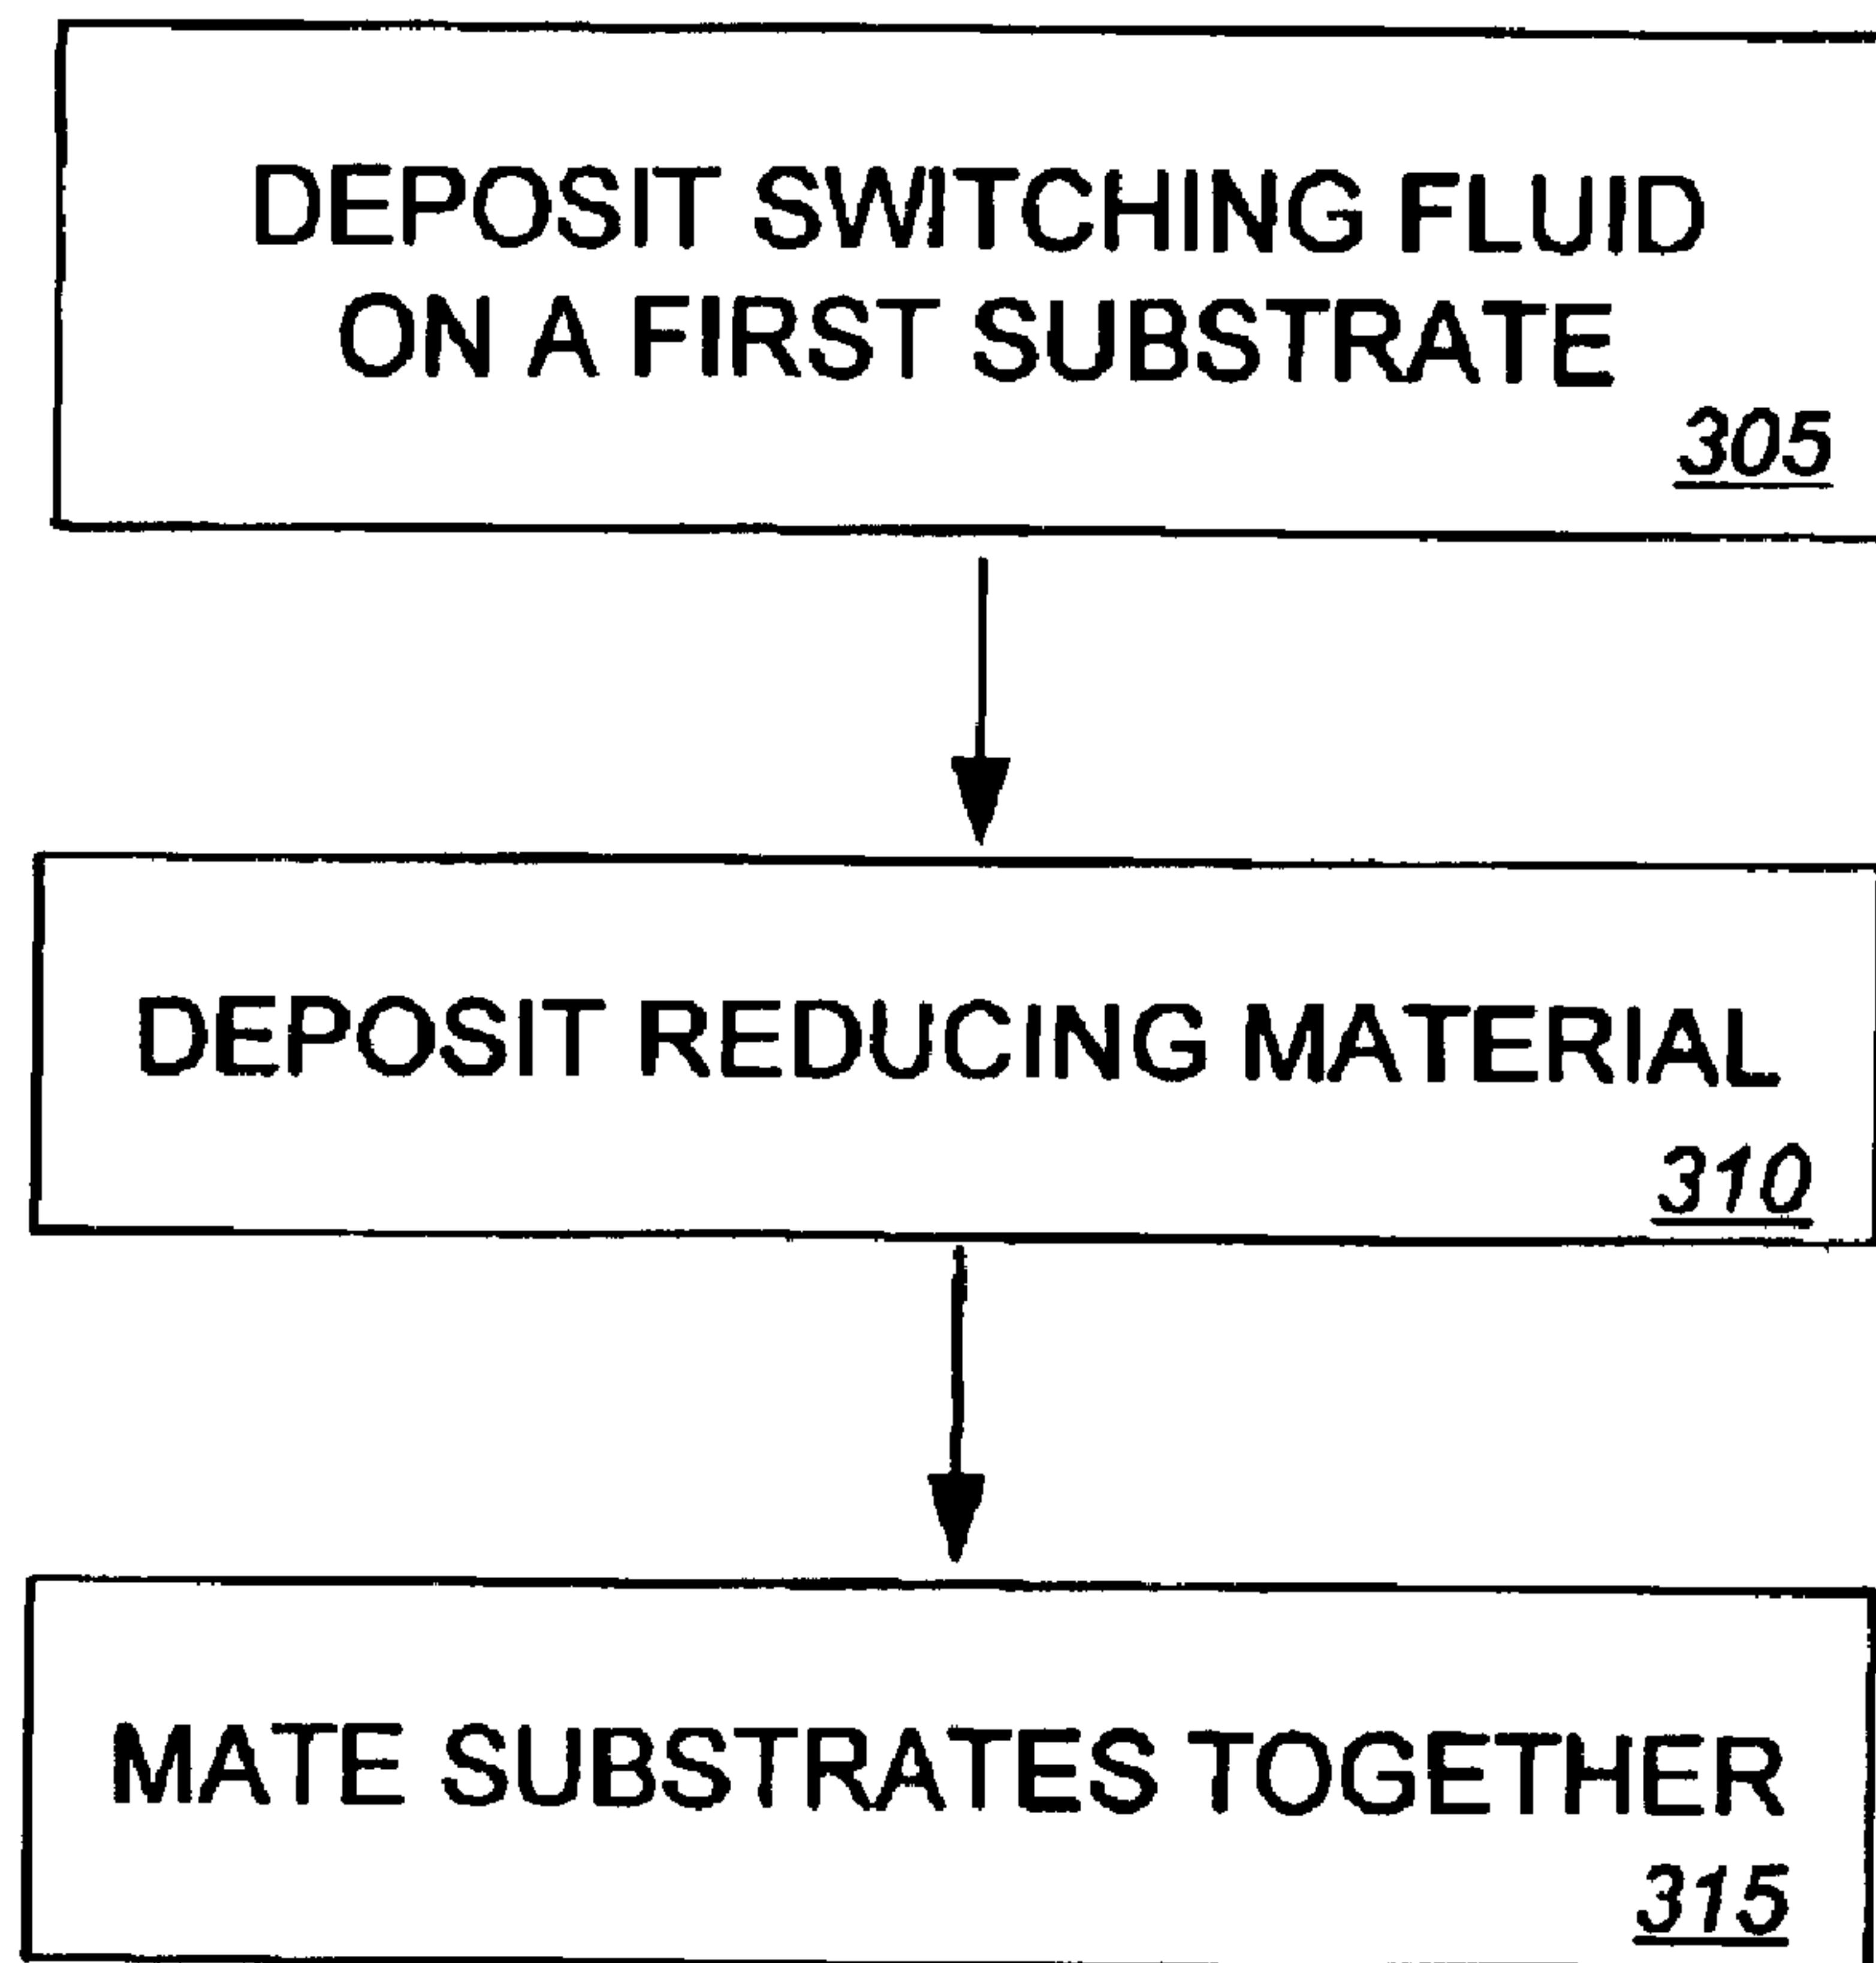 DEPOSIT SWITCHING FLUID
ON A FIRST SUBSTRATE
305
DEPOSIT REDUCING MATERIAL
310
MATE SUBSTRATES TOGETHER
315